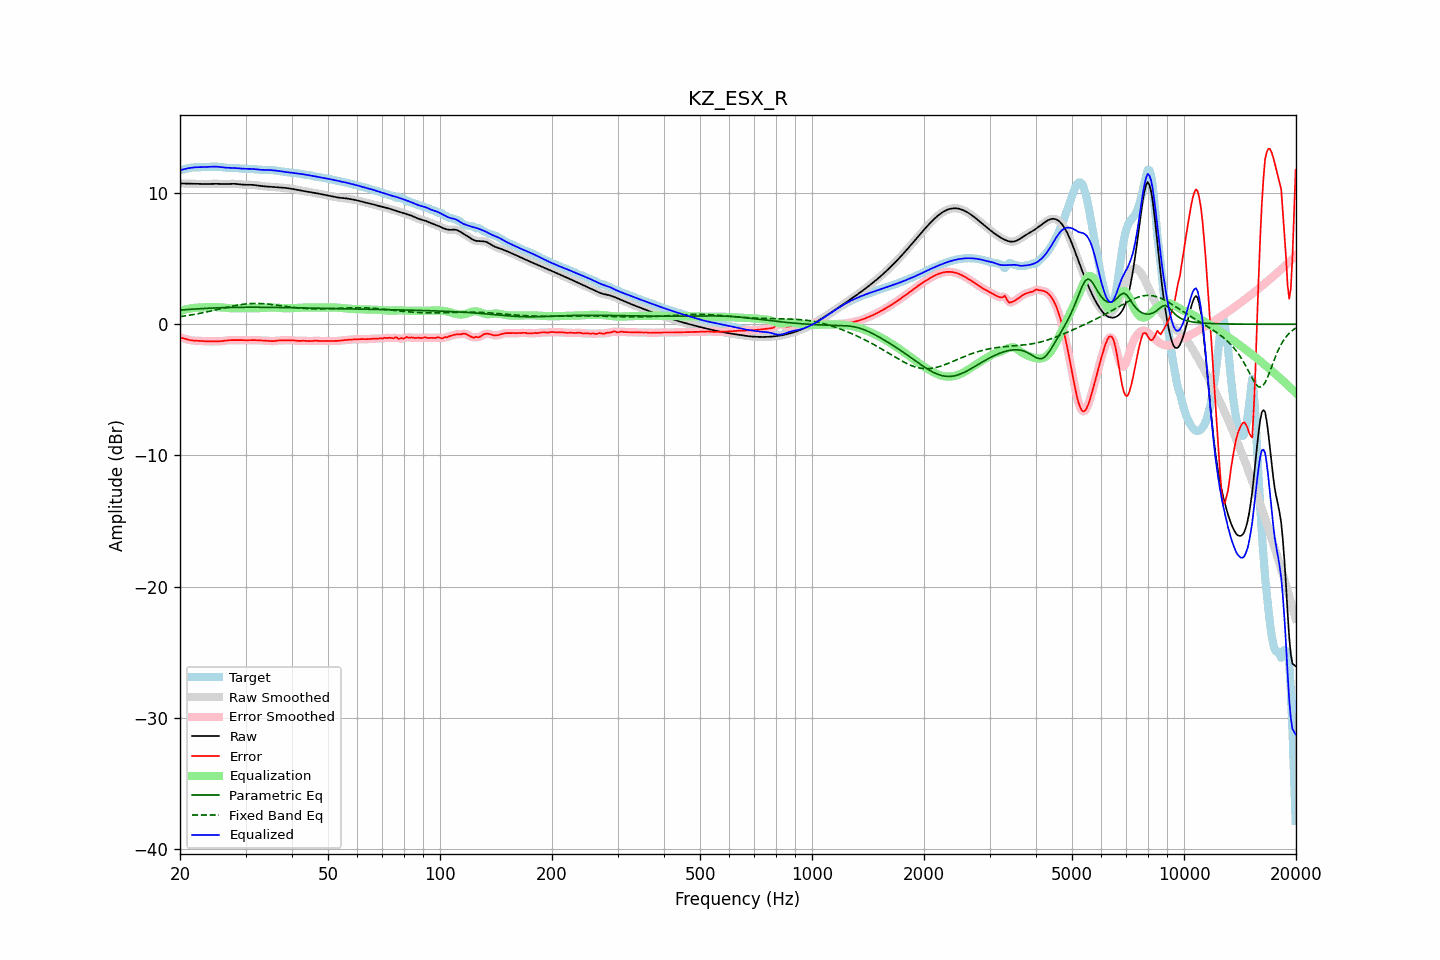 KZ_ESX_R
Amplitude (dBr)
10
0
−10
−20
−30
−40
Target
Raw Smoothed
Error Smoothed
Raw
Error
Equalization
Parametric Eq
Fixed Band Eq
Equalized
20 50 100 200 500 1000 2000 5000 10000 20000
Frequency (Hz)